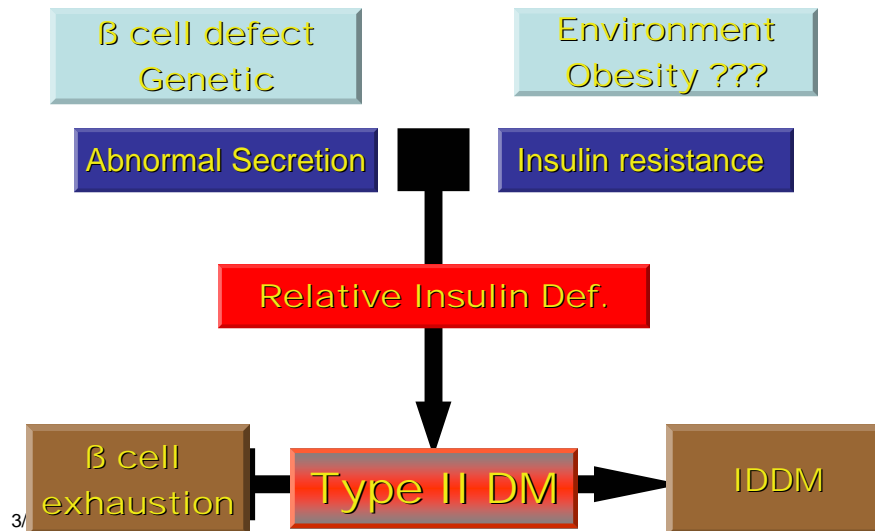 ß cell defect
Genetic
Environment
Obesity ???
Abnormal Secretion
Insulin resistance
Relative Insulin Def.
ß cell
exhaustion
Type II DM
IDDM
3/